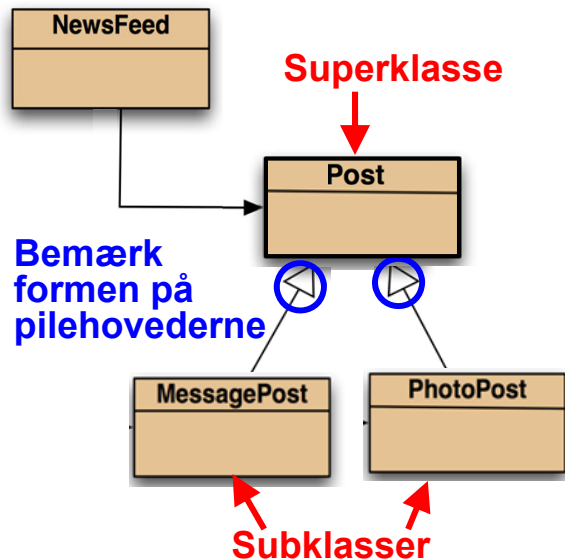 NewsFeed
Superklasse
Post
Bemærk
formen på
pilehovederne
MessagePost
PhotoPost
Subklasser